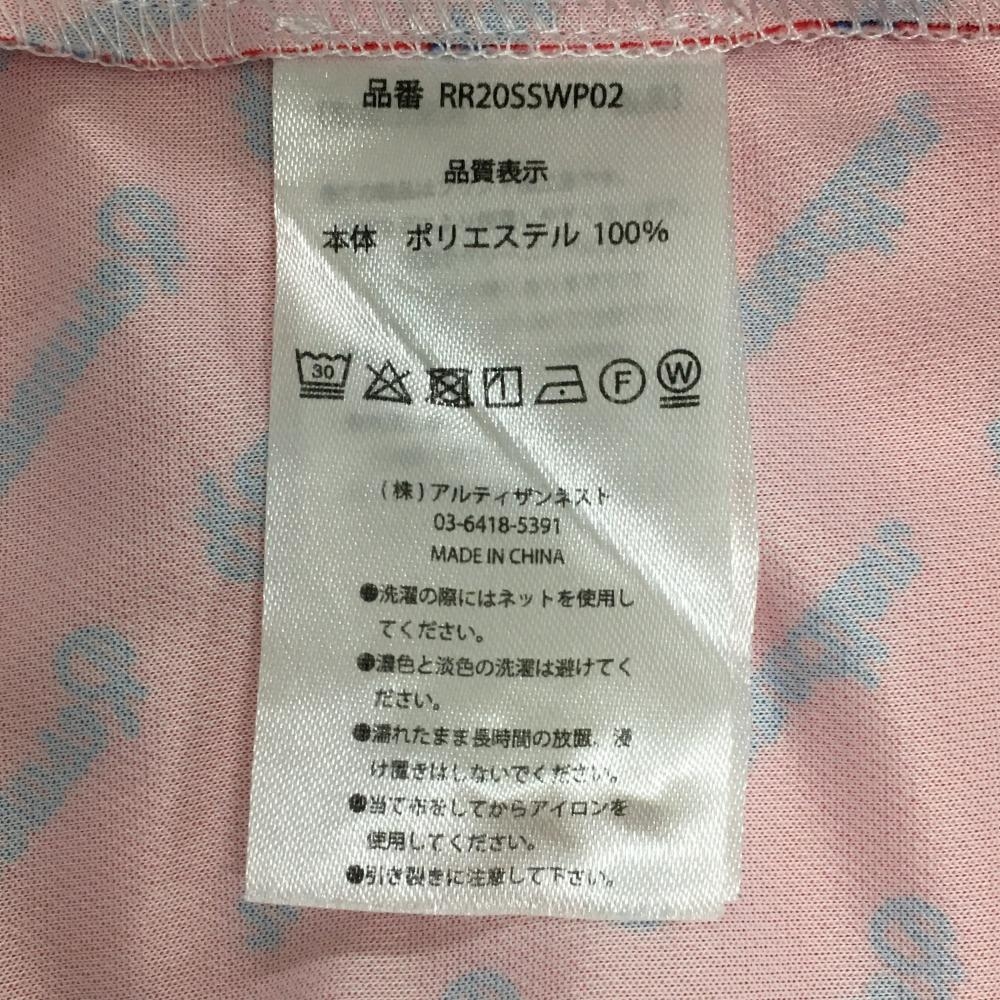 品番 RR20SSWP02
品質表示
本体 ポリエステル 100%
30 F W
(株)アルティザンネスト
03-6418-5391
MADE IN CHINA
●洗濯の際にはネットを使用し
てください。
●濃色と淡色の洗濯は避けてく
ださい。
●濡れたまま長時間の放置、浸
け置きはしないでください。
●当て布をしてからアイロンを
使用してください。
●引き裂きに注意して下さい。